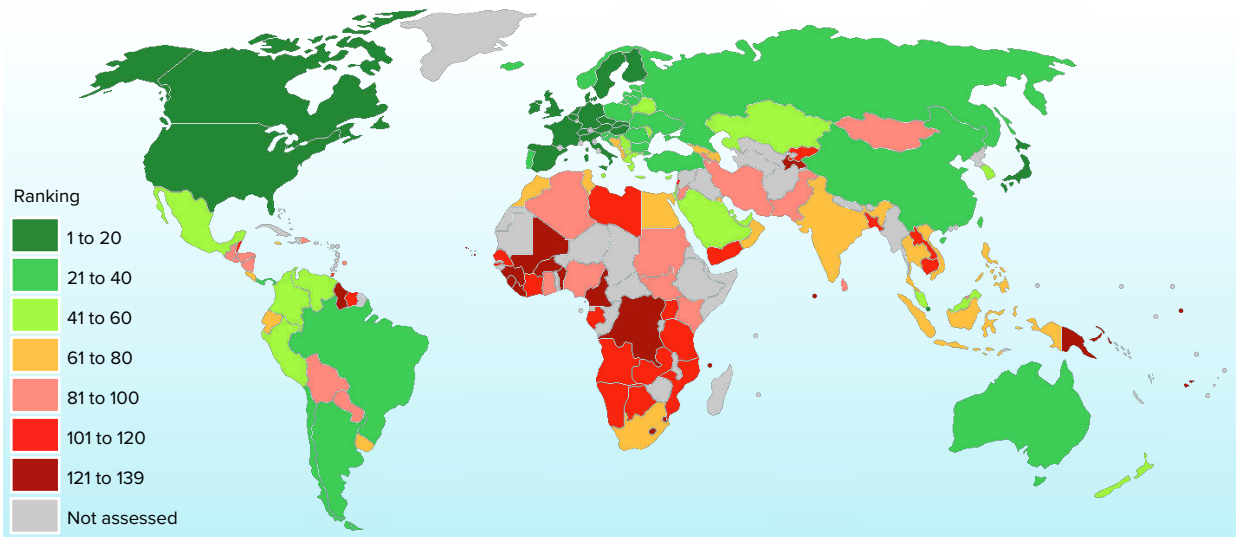 Ranking
1 to 20
21 to 40
41 to 60
61 to 80
81 to 100
101 to 120
121 to 139
Not assessed